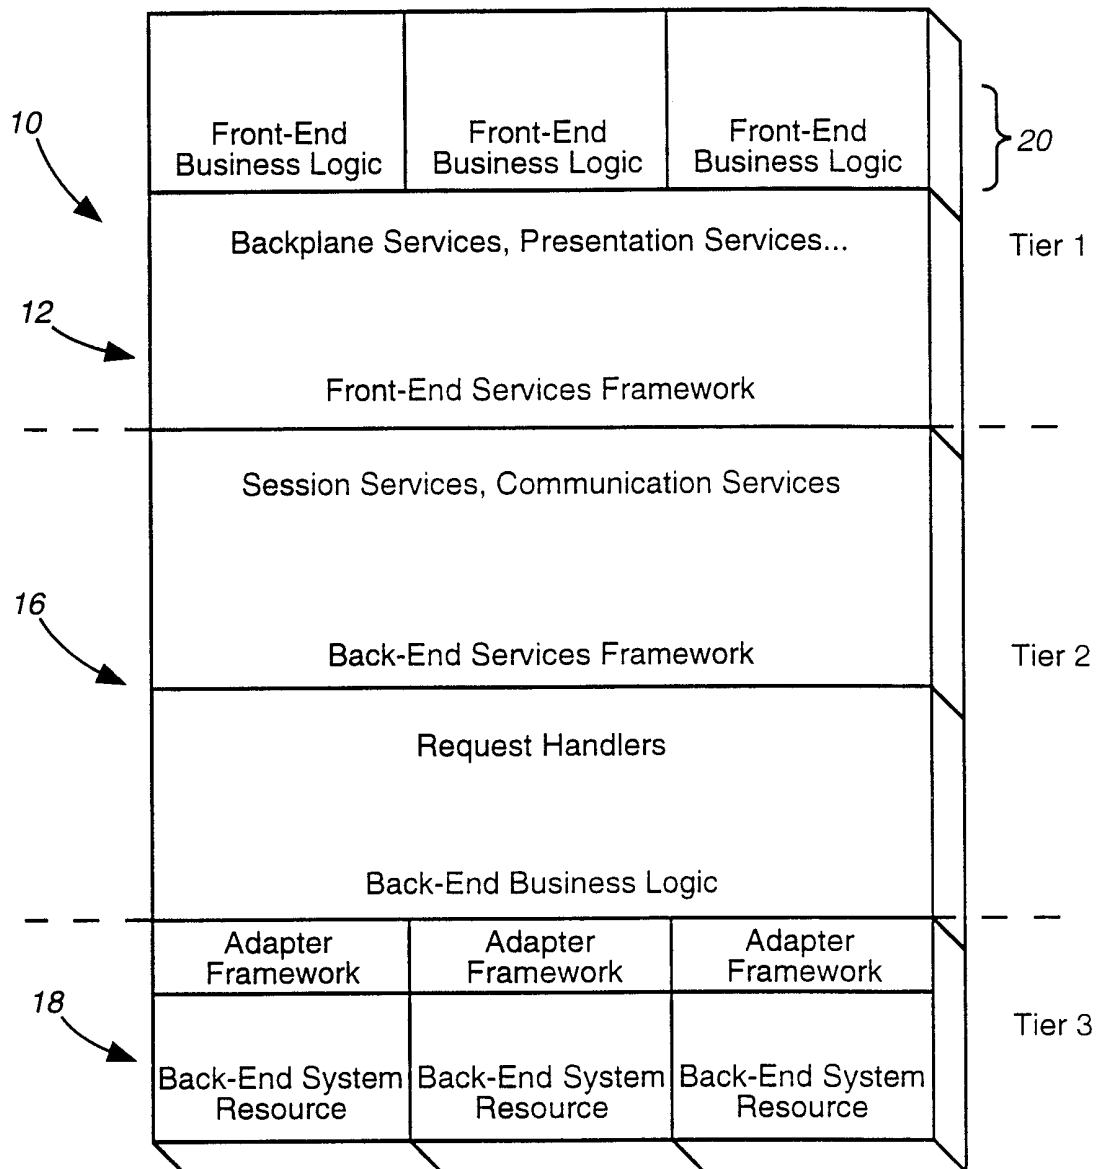 10
Front-End
Business Logic
Front-End
Business Logic
Front-End
Business Logic
20
Backplane Services, Presentation Services...
Tier 1
12
Front-End Services Framework
Session Services, Communication Services
16
Back-End Services Framework
Tier 2
Request Handlers
Back-End Business Logic
Adapter
Framework
Adapter
Framework
Adapter
Framework
18
Tier 3
Back-End System
Resource
Back-End System
Resource
Back-End System
Resource